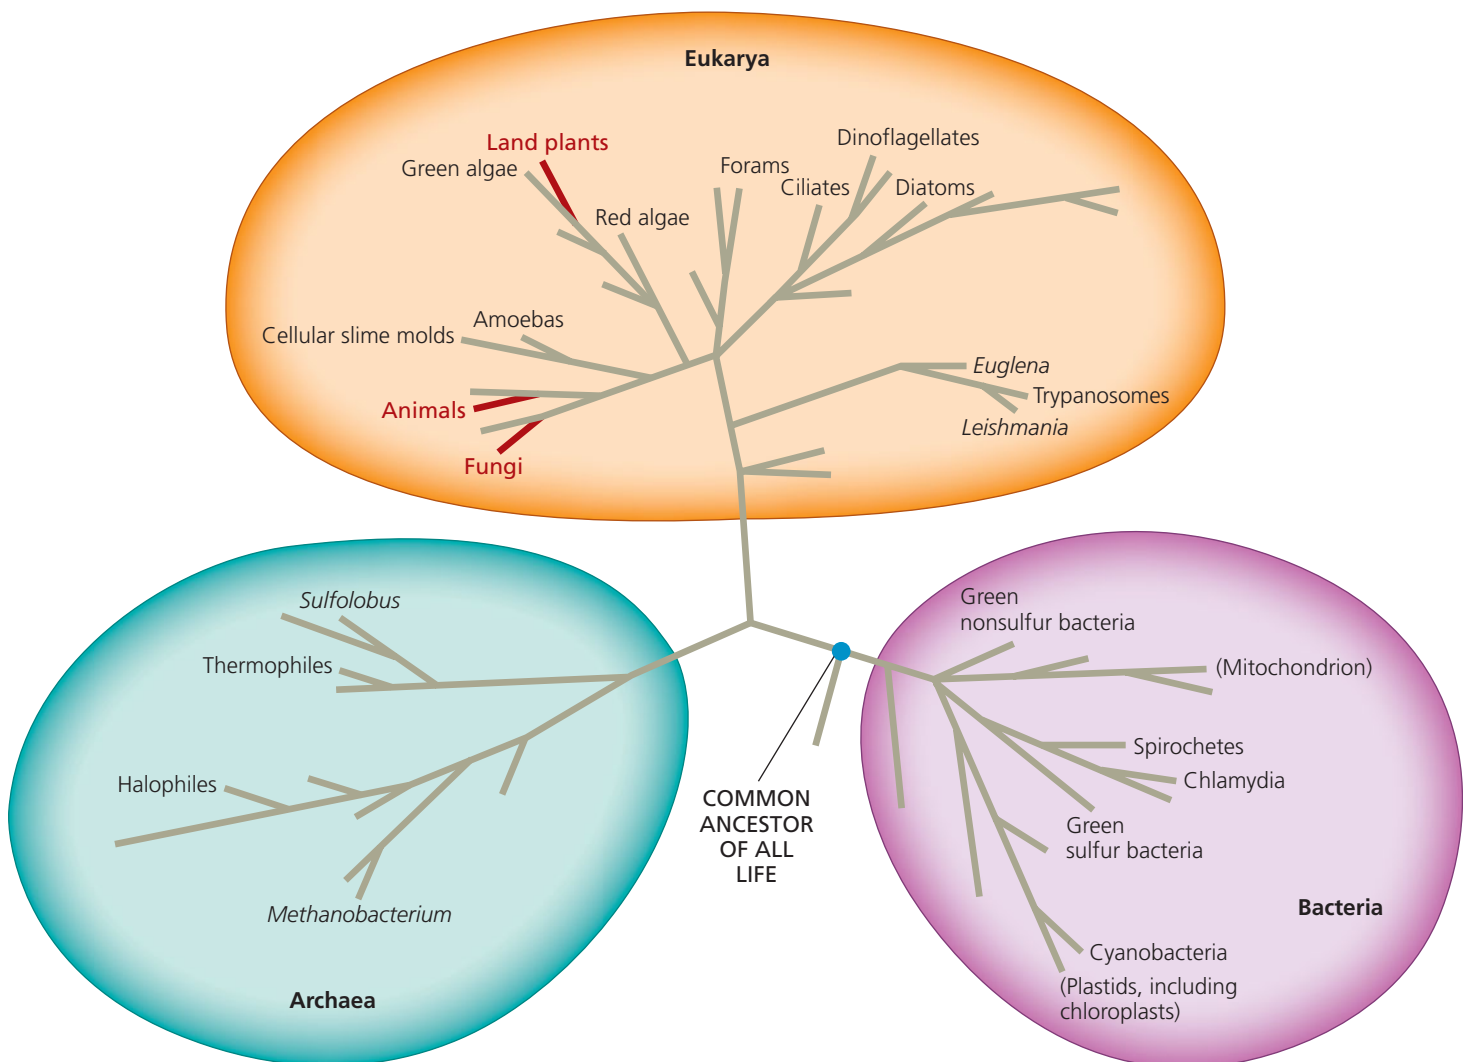 Eukarya
Land plants
Green algae
Red algae
Forams
Dinoflagellates
Ciliates
Diatoms
Cellular slime molds
Amoebas
Animals
Fungi
Euglena
Trypanosomes
Leishmania
Sulfolobus
Thermophiles
Halophiles
Methanobacterium
Archaea
COMMON
ANCESTOR
OF ALL
LIFE
Green
nonsulfur bacteria
(Mitochondrion)
Spirochetes
Chlamydia
Green
sulfur bacteria
Bacteria
Cyanobacteria
(Plastids, including
chloroplasts)